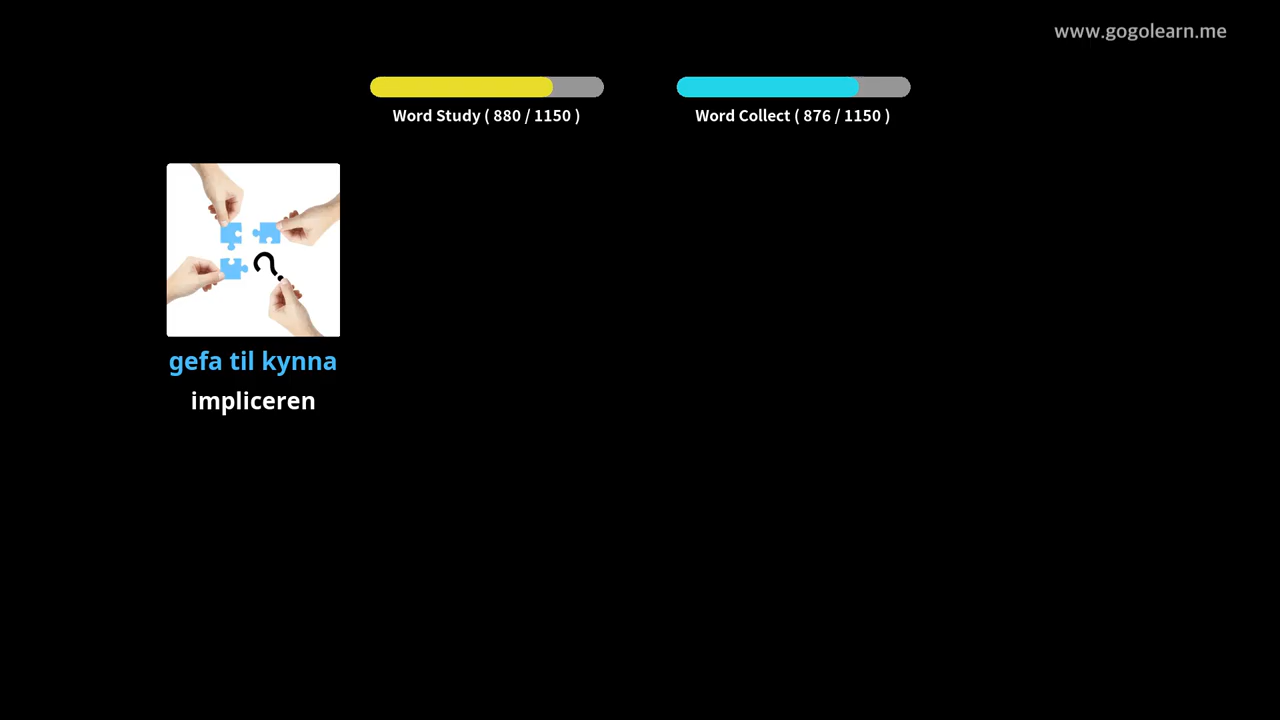 www.gogolearn.me
Word Study ( 880 / 1150 )
Word Collect ( 876 / 1150 )
gefa til kynna
impliceren